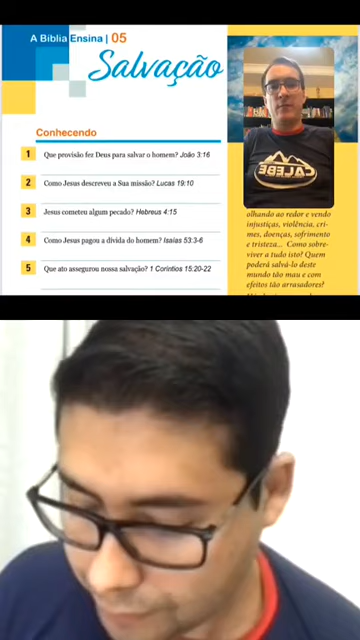 A Bíblia Ensina | 05
Salvação
Conhecendo
1 Que provisão fez Deus para salvar o homem? João 3:16
2 Como Jesus descreveu a Sua missão? Lucas 19:10
3 Jesus cometeu algum pecado? Hebreus 4:15
4 Como Jesus pagou a dívida do homem? Isaías 53:3-6
5 Que ato assegurou nossa salvação? 1 Coríntios 15:20-22
CALEBE
olhando ao redor e vendo
injustiças, violência, cri-
mes, doenças, sofrimento
e tristeza... Como sobre-
viver a tudo isto? Quem
poderá salvá-lo deste
mundo tão mau e com
efeitos tão arrasadores?